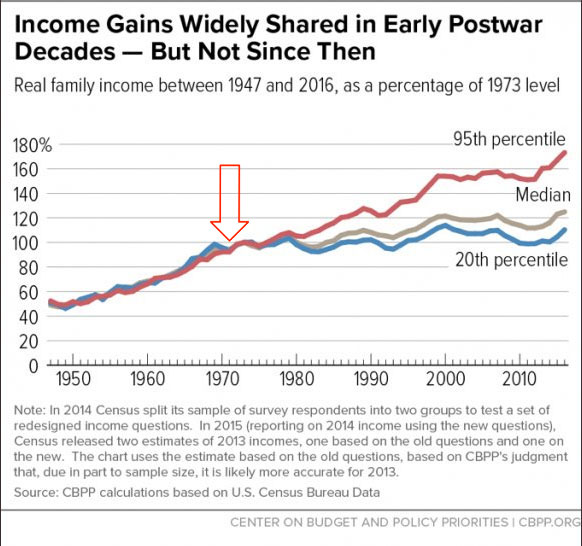 Income Gains Widely Shared in Early Postwar
Decades — But Not Since Then
Real family income between 1947 and 2016, as a percentage of 1973 level
180%
160
140
120
100
80
60
40
20
0
95th percentile
Median
20th percentile
1950 1960 1970 1980 1990 2000 2010
Note: In 2014 Census split its sample of survey respondents into two groups to test a set of
redesigned income questions. In 2015 (reporting on 2014 income using the new questions),
Census released two estimates of 2013 incomes, one based on the old questions and one on
the new. The chart uses the estimate based on the old questions, based on CBPP's judgment
that, due in part to sample size, it is likely more accurate for 2013.
Source: CBPP calculations based on U.S. Census Bureau Data
CENTER ON BUDGET AND POLICY PRIORITIES | CBPP.ORG